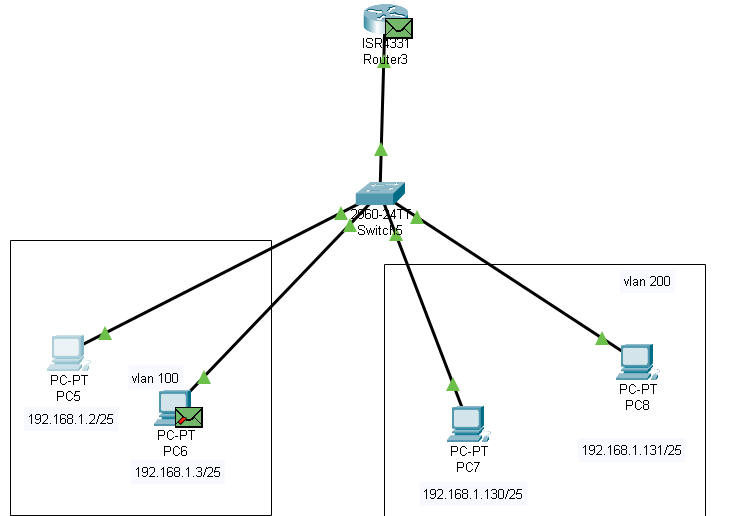 ISR4331
Router3
2960-24TT
Switch5
vlan 200
PC-PT
PC5
192.168.1.2/25
vlan 100
PC-PT
PC6
192.168.1.3/25
PC-PT
PC7
192.168.1.130/25
PC-PT
PC8
192.168.1.131/25